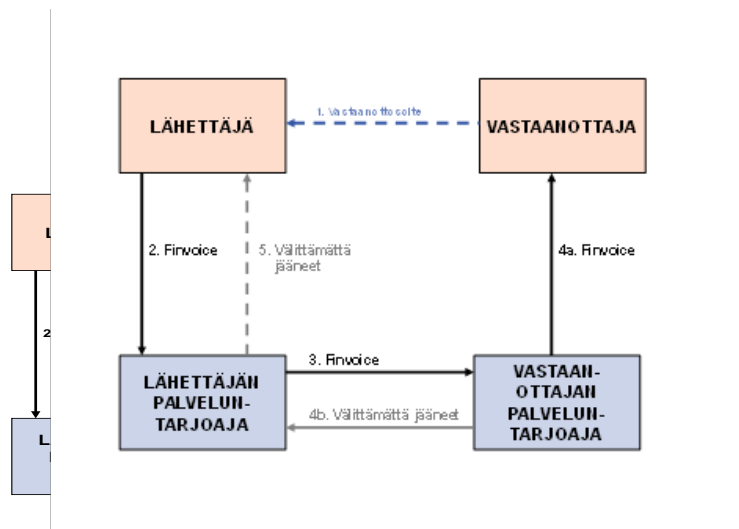 1. Vastaanottosoite
LÄHETTÄJÄ
VASTAANOTTAJA
2. Finvoice
5. Välittämättä
jääneet
4a. Finvoice
L
2
3. Finvoice
LÄHETTÄJÄN
PALVELUN-
TARJOAJA
VASTAAN-
OTTAJAN
PALVELUN-
TARJOAJA
4b. Välittämättä jääneet
L